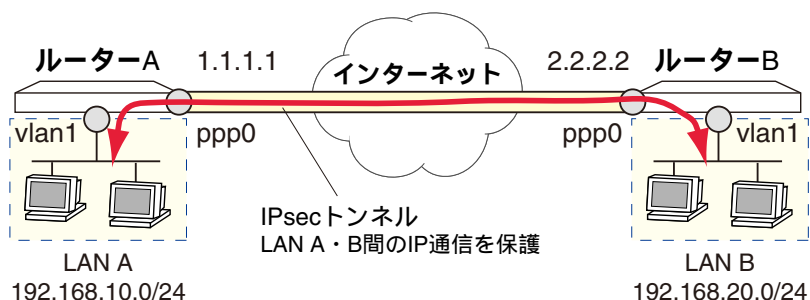 ルーターA
1.1.1.1
インターネット
2.2.2.2
ルーターB
vlan1
ppp0
ppp0
vlan1
IPsecトンネル
LAN A・B間のIP通信を保護
LAN A
192.168.10.0/24
LAN B
192.168.20.0/24